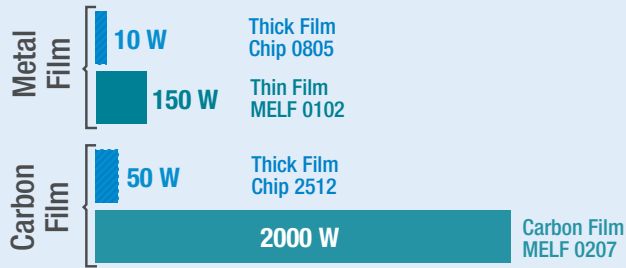 Metal
Film
10 W
Thick Film
Chip 0805
150 W
Thin Film
MELF 0102
Carbon
Film
50 W
Thick Film
Chip 2512
2000 W
Carbon Film
MELF 0207